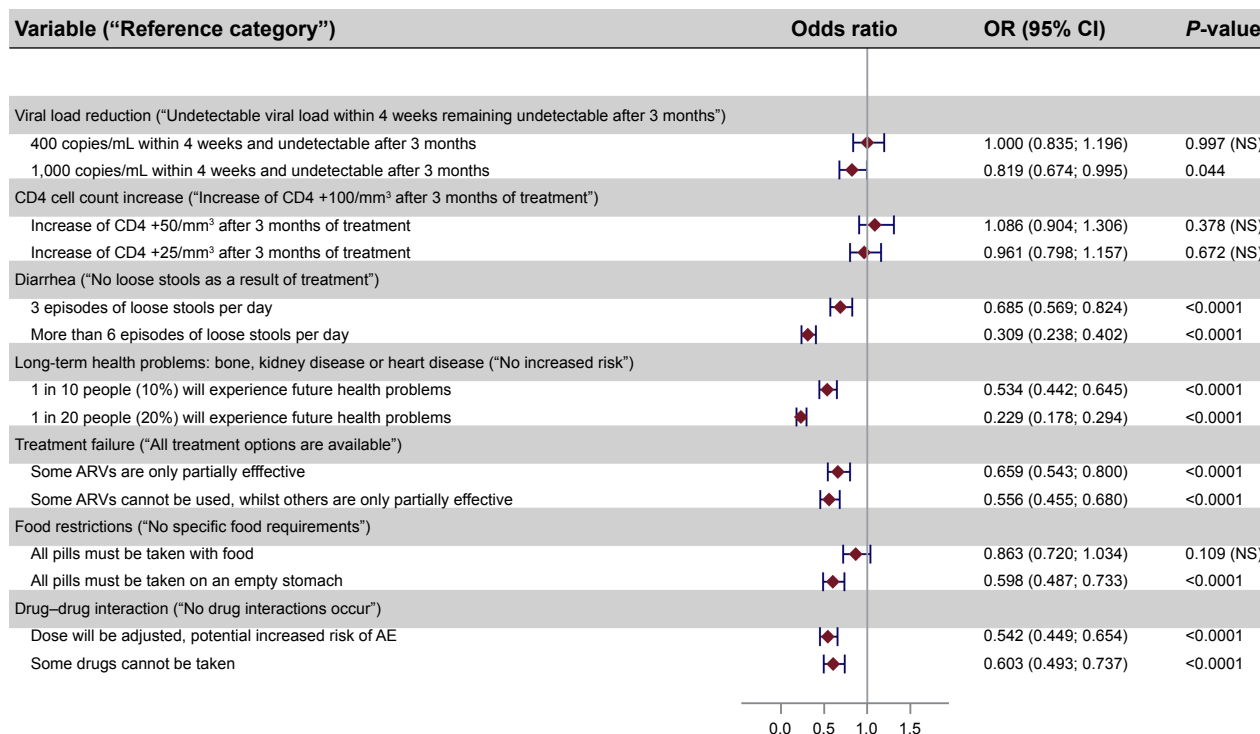 Variable (“Reference category”) Odds ratio OR (95% CI) P-value
Viral load reduction (“Undetectable viral load within 4 weeks remaining undetectable after 3 months”)
400 copies/mL within 4 weeks and undetectable after 3 months 1.000 (0.835; 1.196) 0.997 (NS)
1,000 copies/mL within 4 weeks and undetectable after 3 months 0.819 (0.674; 0.995) 0.044
CD4 cell count increase (“Increase of CD4 +100/mm³ after 3 months of treatment”)
Increase of CD4 +50/mm³ after 3 months of treatment 1.086 (0.904; 1.306) 0.378 (NS)
Increase of CD4 +25/mm³ after 3 months of treatment 0.961 (0.798; 1.157) 0.672 (NS)
Diarrhea (“No loose stools as a result of treatment”)
3 episodes of loose stools per day 0.685 (0.569; 0.824) <0.0001
More than 6 episodes of loose stools per day 0.309 (0.238; 0.402) <0.0001
Long-term health problems: bone, kidney disease or heart disease (“No increased risk”)
1 in 10 people (10%) will experience future health problems 0.534 (0.442; 0.645) <0.0001
1 in 20 people (20%) will experience future health problems 0.229 (0.178; 0.294) <0.0001
Treatment failure (“All treatment options are available”)
Some ARVs are only partially efffective 0.659 (0.543; 0.800) <0.0001
Some ARVs cannot be used, whilst others are only partially effective 0.556 (0.455; 0.680) <0.0001
Food restrictions (“No specific food requirements”)
All pills must be taken with food 0.863 (0.720; 1.034) 0.109 (NS)
All pills must be taken on an empty stomach 0.598 (0.487; 0.733) <0.0001
Drug–drug interaction (“No drug interactions occur”)
Dose will be adjusted, potential increased risk of AE 0.542 (0.449; 0.654) <0.0001
Some drugs cannot be taken 0.603 (0.493; 0.737) <0.0001
0.0 0.5 1.0 1.5